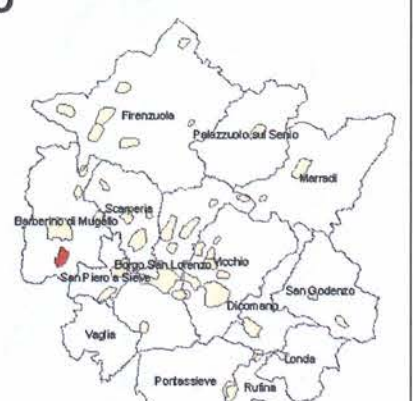 Firenzuola
Palazzuolo sul Senio
Marradi
Scarperia
Barberino di Mugello
Borgo San Lorenzo
Vicchio
San Piero a Sieve
San Godenzo
Dicomano
Vaglia
Londa
Pontassieve
Rufina